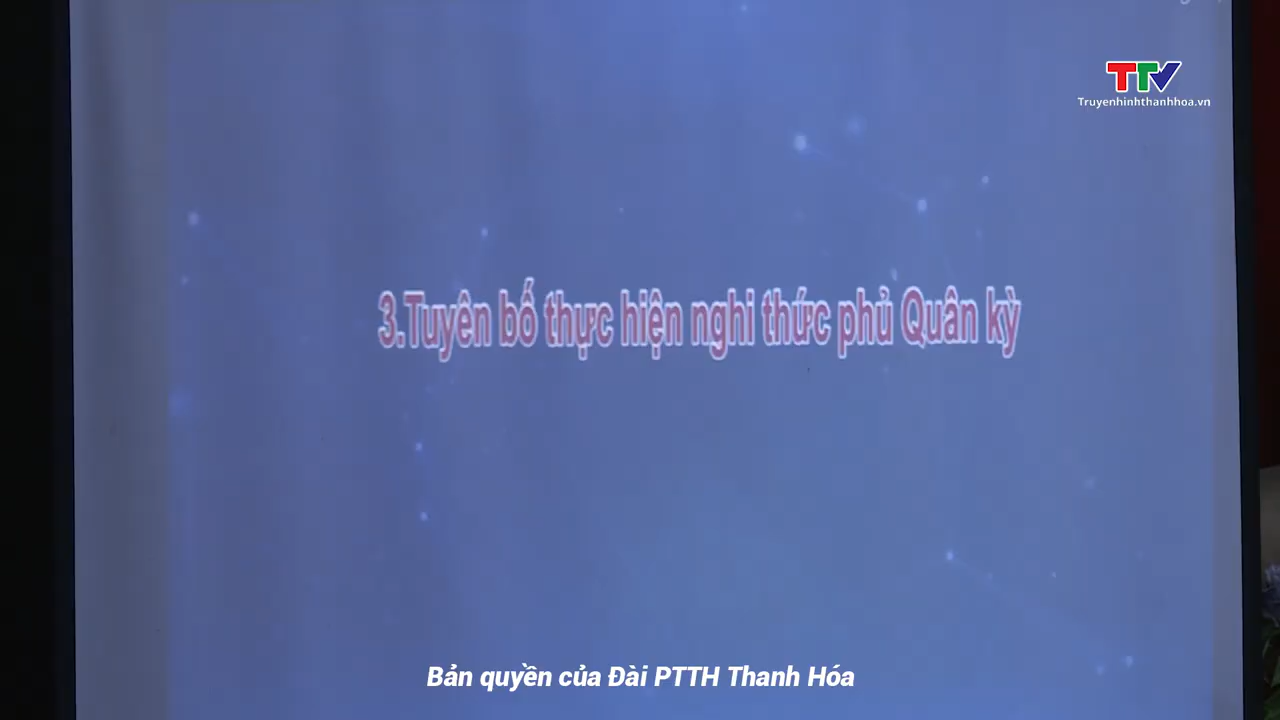 TTV
Truyenhinhthanhhoa.vn
3.Tuyên bố thực hiện nghi thức phủ Quân kỳ
Bản quyền của Đài PTTH Thanh Hóa